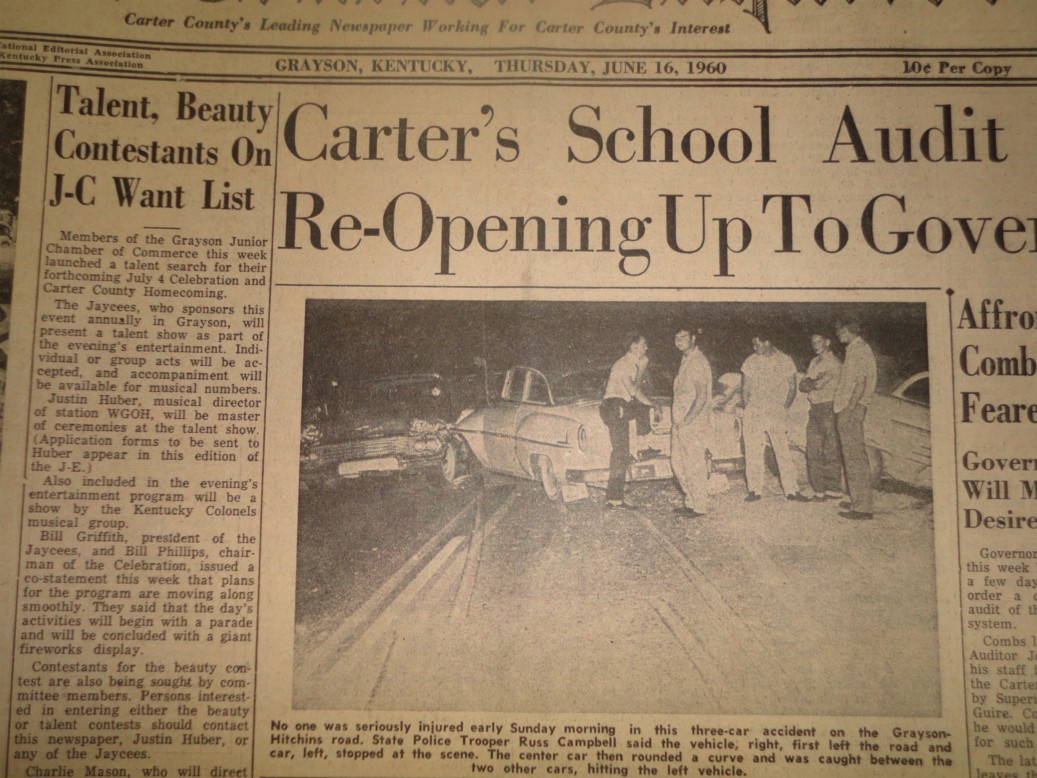 Carter County's Leading Newspaper Working For Carter County's Interest
National Editorial Association
Kentucky Press Association
GRAYSON, KENTUCKY, THURSDAY, JUNE 16, 1960
10¢ Per Copy
Talent, Beauty
Contestants On
J-C Want List
Members of the Grayson Junior
Chamber of Commerce this week
launched a talent search for their
forthcoming July 4 Celebration and
Carter County Homecoming.
The Jaycees, who sponsors this
event annually in Grayson, will
present a talent show as part of
the evening's entertainment. Indi-
vidual or group acts will be ac-
cepted, and accompaniment will
be available for musical numbers.
Justin Huber, musical director
of station WGOH, will be master
of ceremonies at the talent show.
(Application forms to be sent to
Huber appear in this edition of
the J-E.)
Also included in the evening's
entertainment program will be a
show by the Kentucky Colonels
musical group.
Bill Griffith, president of the
Jaycees, and Bill Phillips, chair-
man of the Celebration, issued a
co-statement this week that plans
for the program are moving along
smoothly. They said that the day's
activities will begin with a parade
and will be concluded with a giant
fireworks display.
Contestants for the beauty con-
test are also being sought by com-
mittee members. Persons interest-
ed in entering either the beauty
or talent contests should contact
this newspaper, Justin Huber, or
any of the Jaycees.
Charlie Mason, who will direct
Carter's School Audit
Re-Opening Up To Gover
No one was seriously injured early Sunday morning in this three-car accident on the Grayson-
Hitchins road. State Police Trooper Russ Campbell said the vehicle, right, first left the road and
car, left, stopped at the scene. The center car then rounded a curve and was caught between the
two other cars, hitting the left vehicle.
Affro
Comb
Feare
Govern
Will M
Desire
Governor
this week
a few day
order a
audit of th
system.
Combs
Auditor Jo
his staff
the Carte
by Superi
Guire. Co
he would
for such
The lat